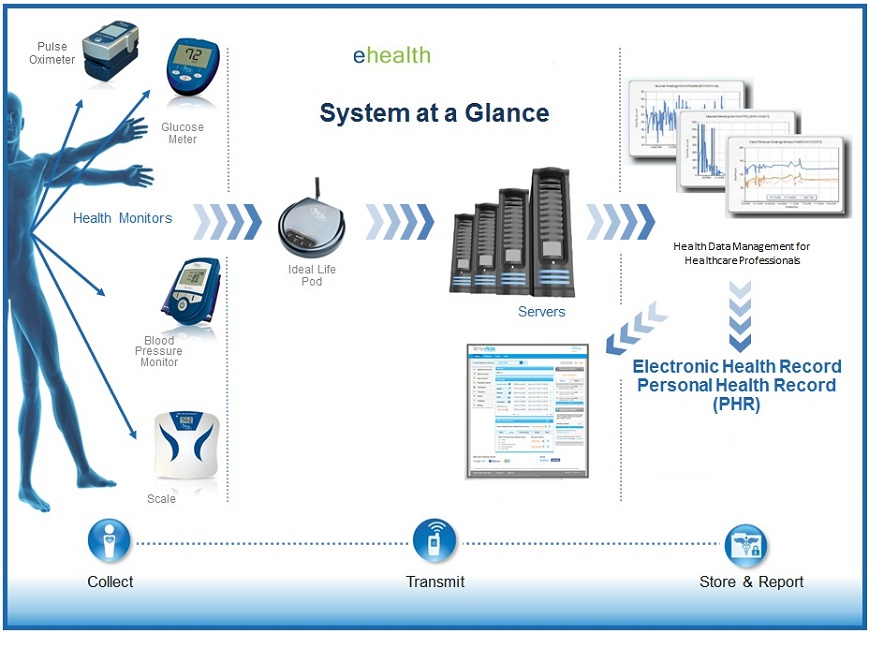 Pulse
Oximeter
72
Glucose
Meter
ehealth
System at a Glance
Health Monitors
Ideal Life
Pod
Servers
Health Data Management for
Healthcare Professionals
Blood
Pressure
Monitor
Electronic Health Record
Personal Health Record
(PHR)
Scale
Collect
Transmit
Store & Report